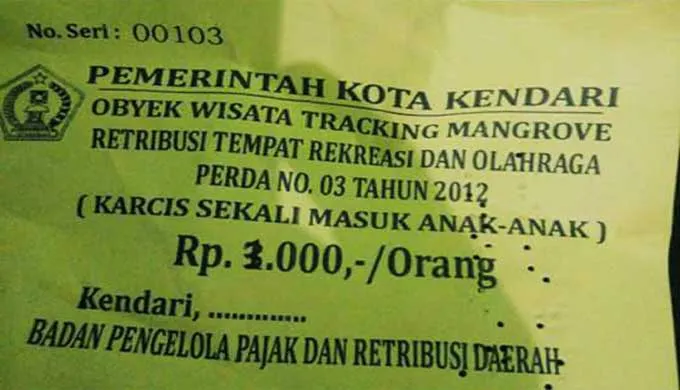 No. Seri : 00103
PEMERINTAH KOTA KENDARI
OBYEK WISATA TRACKING MANGROVE
RETRIBUSI TEMPAT REKREASI DAN OLAHRAGA
PERDA NO. 03 TAHUN 2012
( KARCIS SEKALI MASUK ANAK-ANAK )
Rp. .000,-/Orang
Kendari, .............
BADAN PENGELOLA PAJAK DAN RETRIBUSI DAERAH